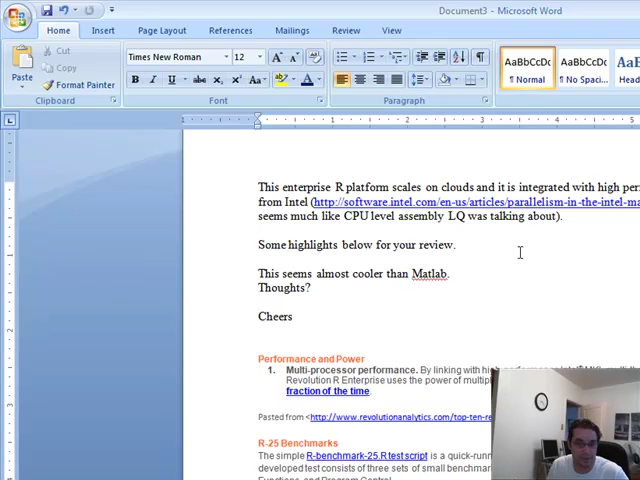 Document3 - Microsoft Word
Home Insert Page Layout References Mailings Review View
Cut
Copy
Format Painter
Paste
Times New Roman 12
AaBbCcDc AaBbCcDc
¶ Normal ¶ No Spaci... Head
Clipboard Font Paragraph
This enterprise R platform scales on clouds and it is integrated with high
from Intel (http://software.intel.com/en-us/articles/parallelism-in-the-intel-ma
seems much like CPU level assembly LQ was talking about).
Some highlights below for your review.
This seems almost cooler than Matlab.
Thoughts?
Cheers
Performance and Power
1. Multi-processor performance. By linking with
Revolution R Enterprise uses the power of
fraction of the time.
Pasted from <http://www.revolutionanalytics.com/top-ten-re
R-25 Benchmarks
The simple R-benchmark-25.R test script is a quick-runn
developed test consists of three sets of small benchmar